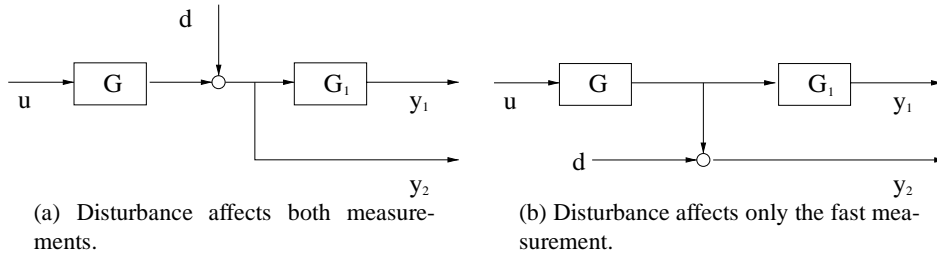 d
G
G₁
u
y₁
y₂
(a) Disturbance affects both measure-
ments.
G
G₁
u
y₁
d
y₂
(b) Disturbance affects only the fast mea-
surement.